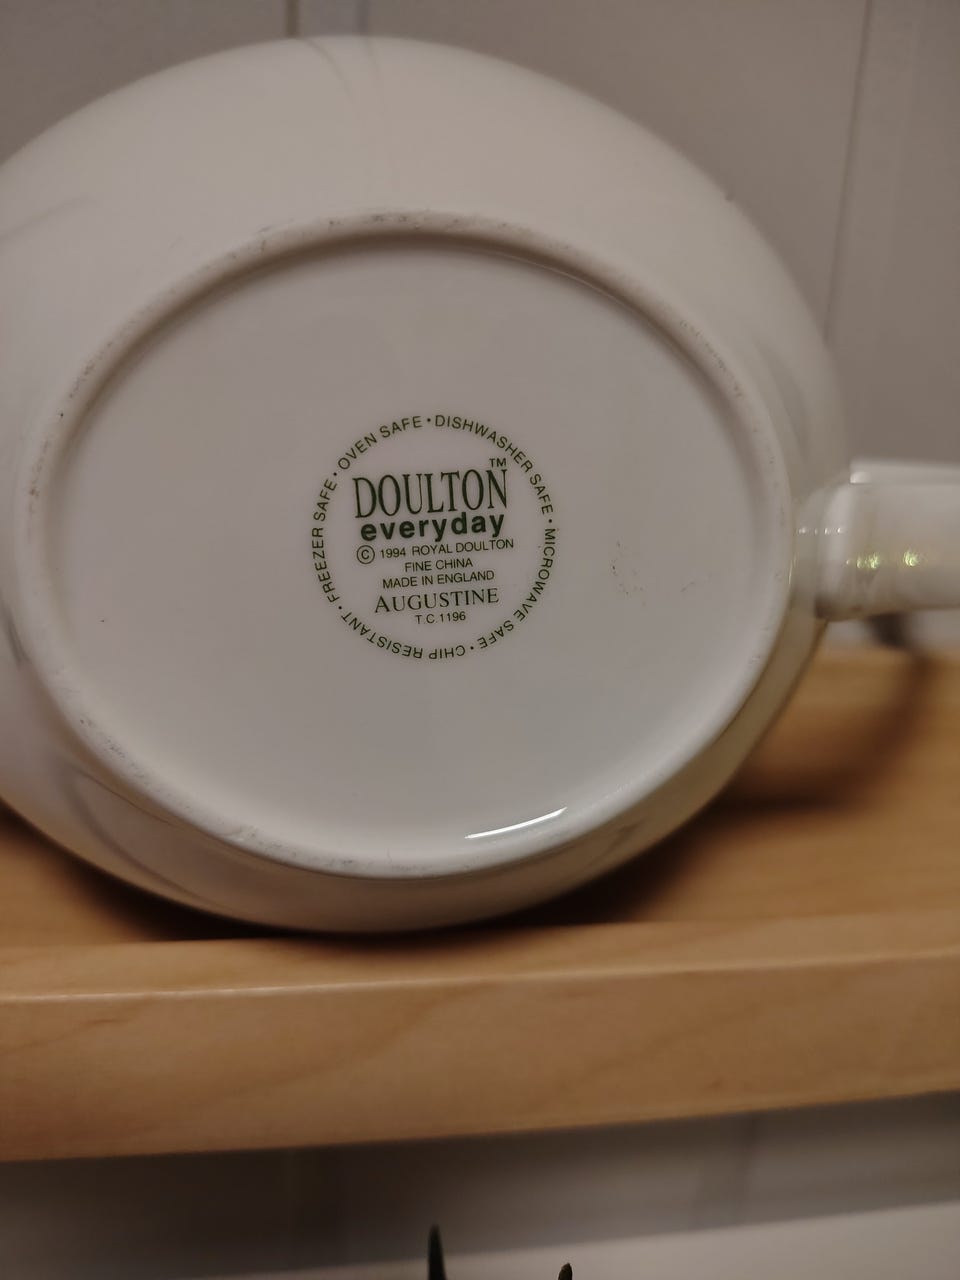 FREEZER SAFE • OVEN SAFE • DISHWASHER SAFE • MICROWAVE SAFE • CHIP RESISTANT •
DOULTON™
everyday
© 1994 ROYAL DOULTON
FINE CHINA
MADE IN ENGLAND
AUGUSTINE
T.C.1196